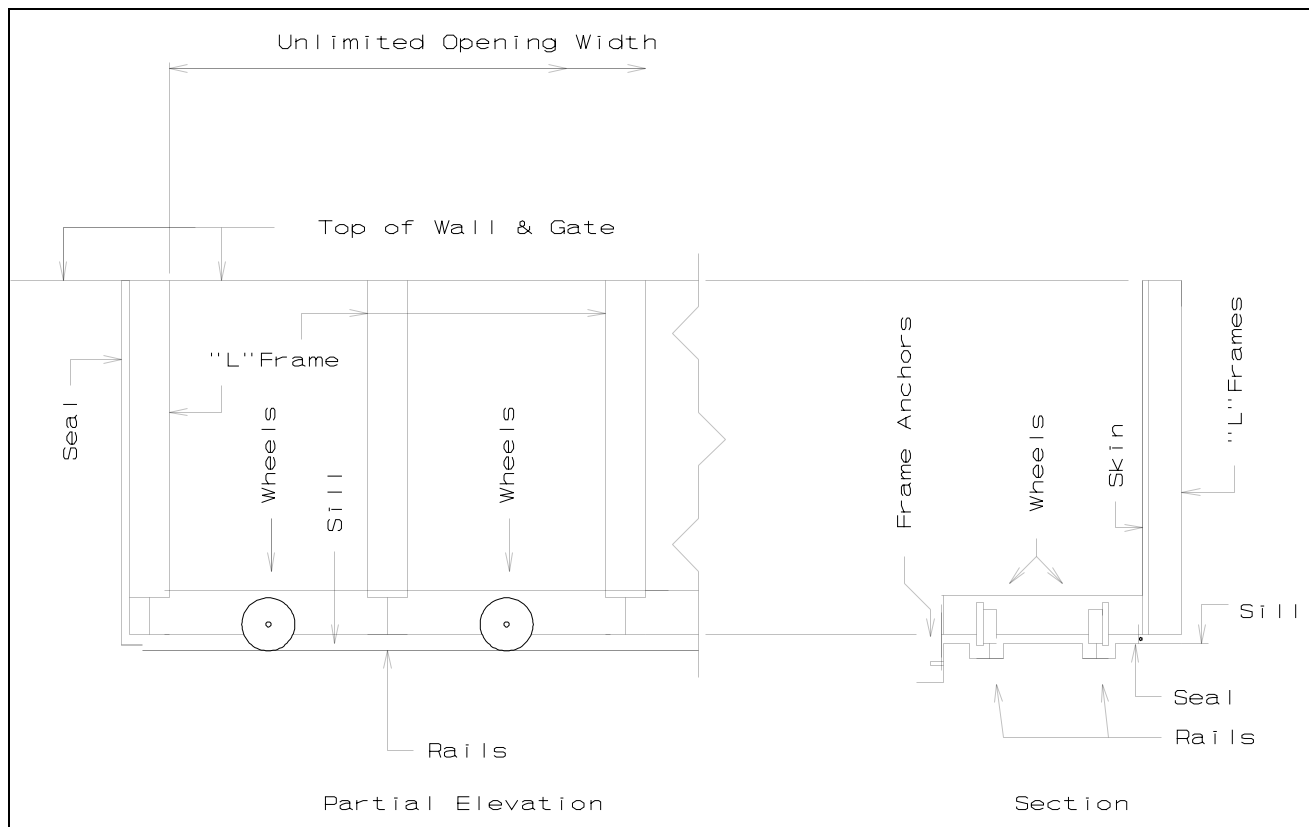 Unlimited Opening Width
Top of Wall & Gate
"L"Frame
Seal
Wheels
Sill
Wheels
Rails
Partial Elevation
Frame Anchors
Wheels
Skin
"L"Frames
Sill
Seal
Rails
Section